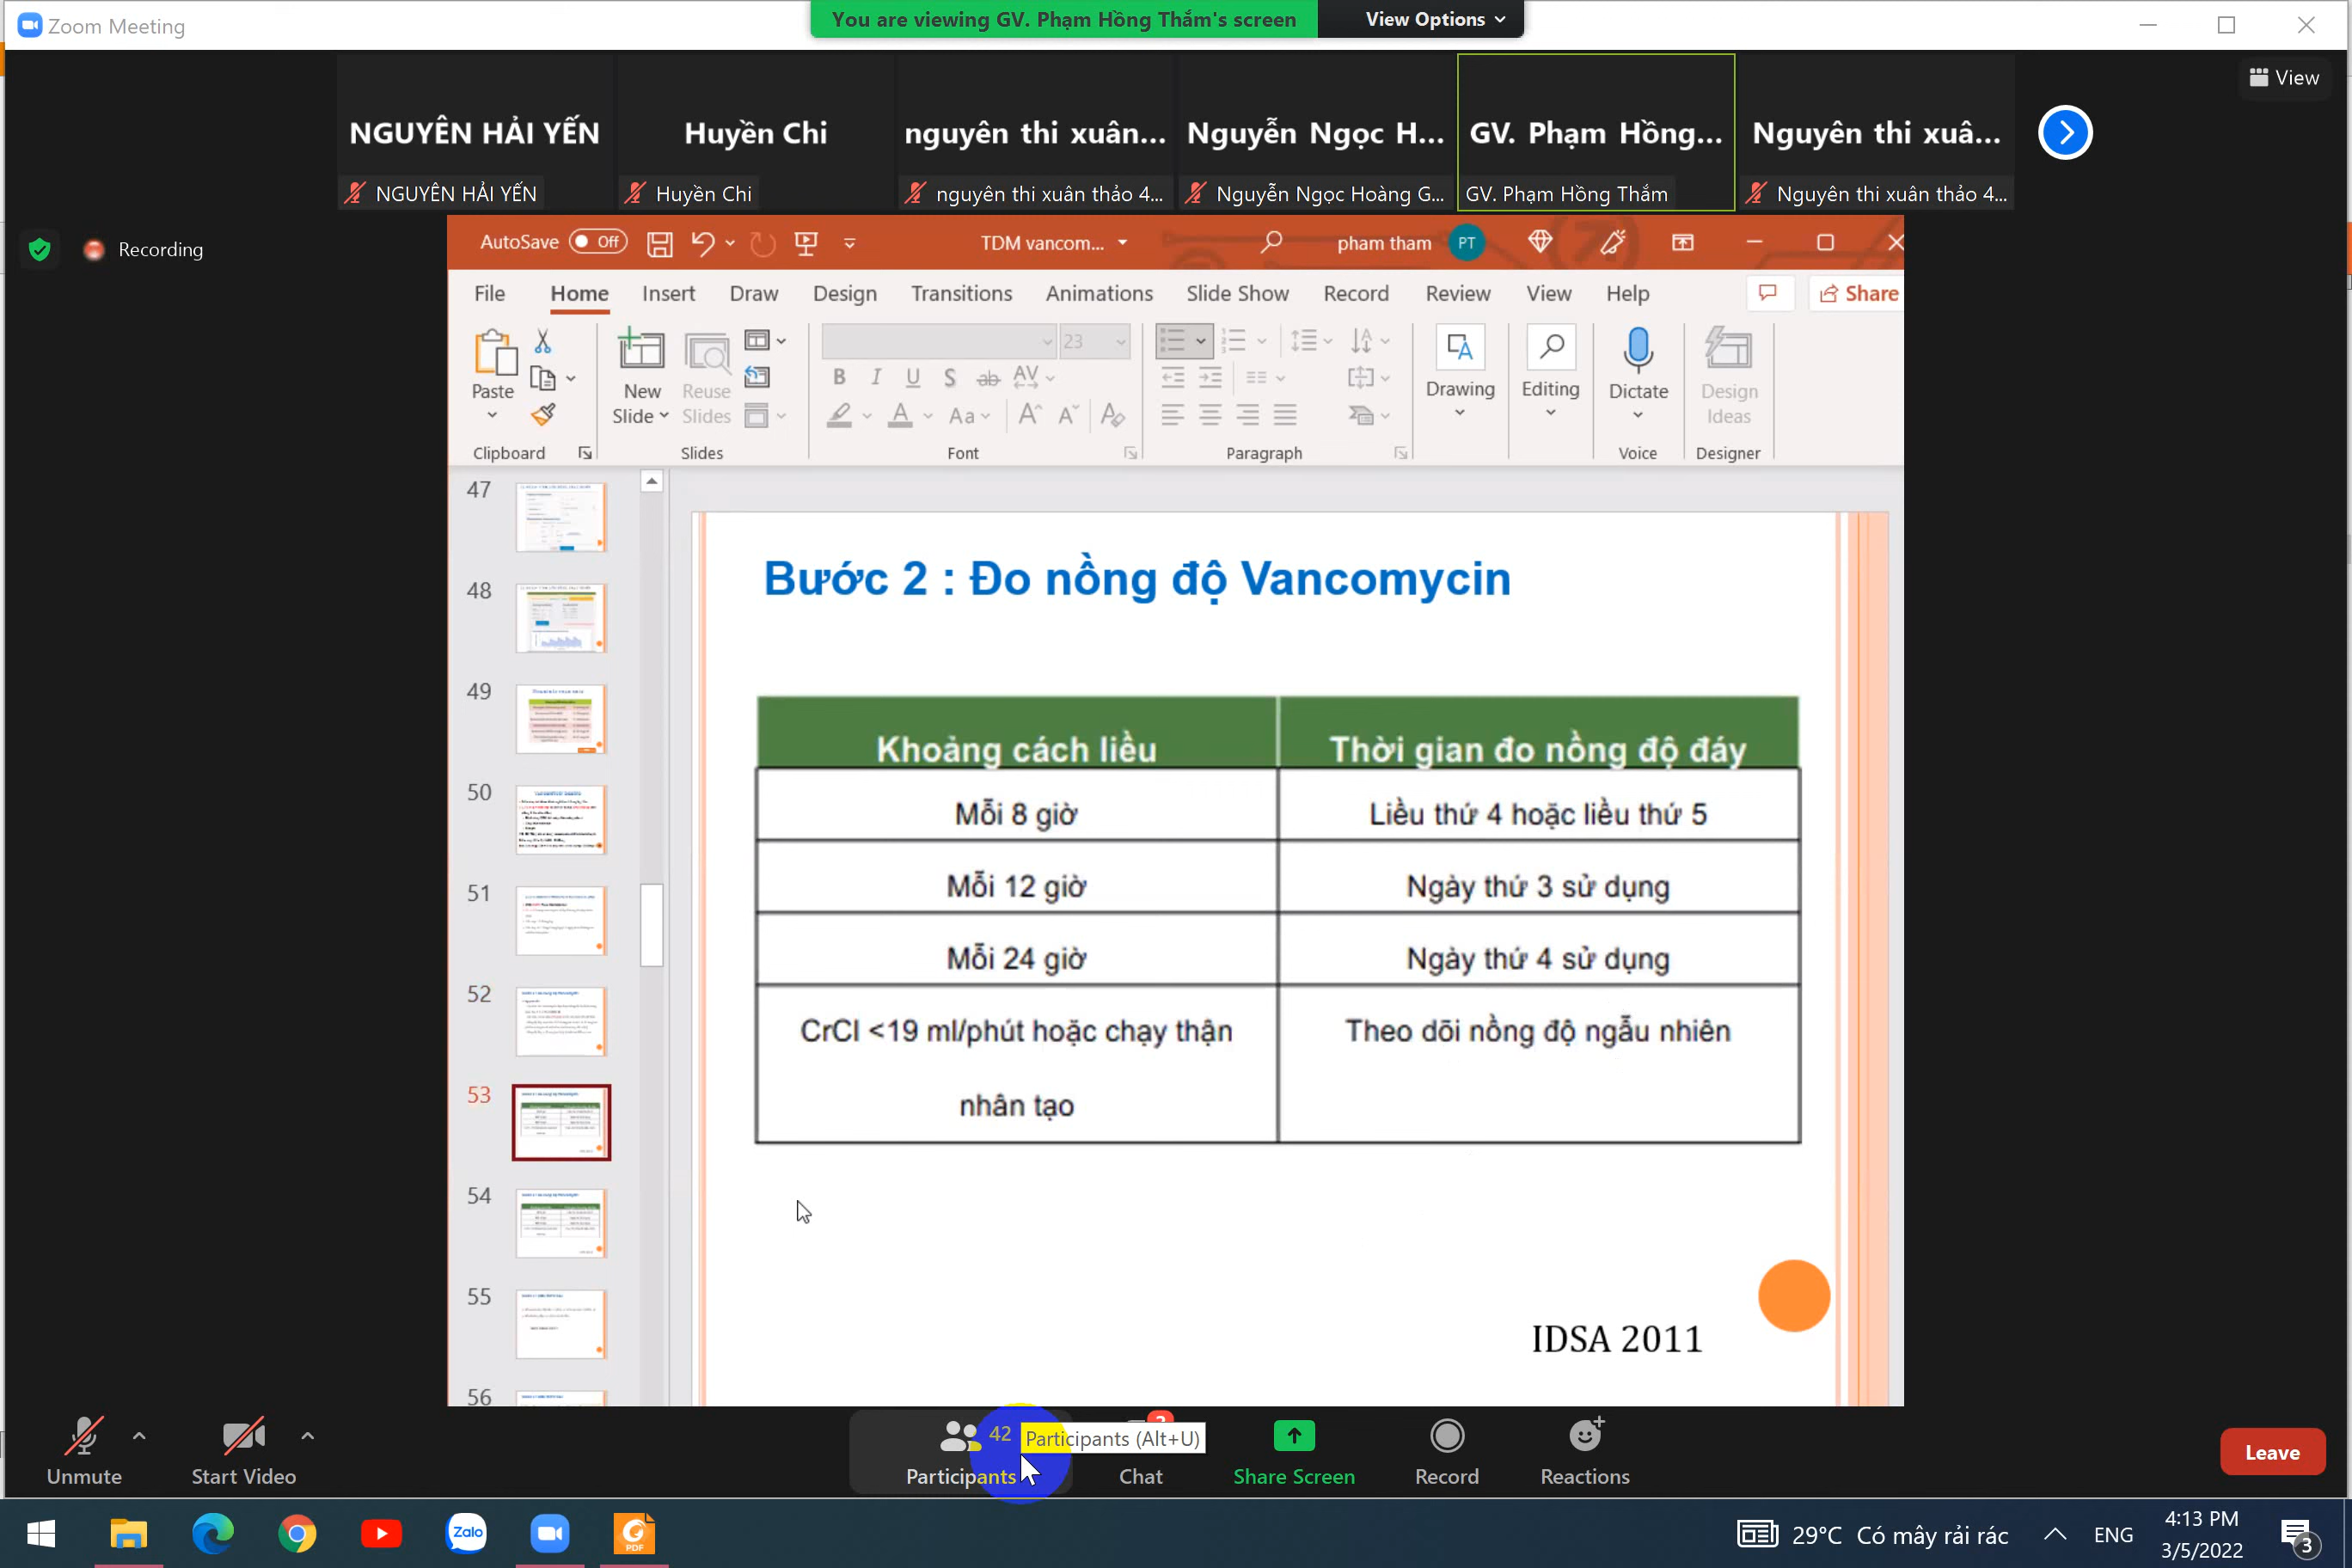 Zoom Meeting
You are viewing GV. Phạm Hồng Thắm's screen
View Options
View
NGUYÊN HẢI YẾN
Huyền Chi
nguyên thi xuân...
Nguyễn Ngọc H...
GV. Phạm Hồng...
Nguyên thi xuâ...
NGUYÊN HẢI YẾN
Huyền Chi
nguyên thi xuân thảo 4...
Nguyễn Ngọc Hoàng G...
GV. Phạm Hồng Thắm
Nguyên thi xuân thảo 4...
Recording
AutoSave Off
TDM vancom...
pham tham
PT
File Home Insert Draw Design Transitions Animations Slide Show Record Review View Help
Share
Paste
New
Slide
Reuse
Slides
23
Drawing
Editing
Dictate
Design
Ideas
Clipboard
Slides
Font
Paragraph
Voice
Designer
47
48
49
50
51
52
53
54
55
56
Bước 2 : Đo nồng độ Vancomycin
Khoảng cách liều
Thời gian đo nồng độ đáy
Mỗi 8 giờ
Liều thứ 4 hoặc liều thứ 5
Mỗi 12 giờ
Ngày thứ 3 sử dụng
Mỗi 24 giờ
Ngày thứ 4 sử dụng
CrCl <19 ml/phút hoặc chạy thận
nhân tạo
Theo dõi nồng độ ngẫu nhiên
IDSA 2011
Unmute
Start Video
42
Participants
Participants (Alt+U)
Chat
Share Screen
Record
Reactions
Leave
Zalo
PDF
29°C Có mây rải rác
ENG
4:13 PM
3/5/2022
3